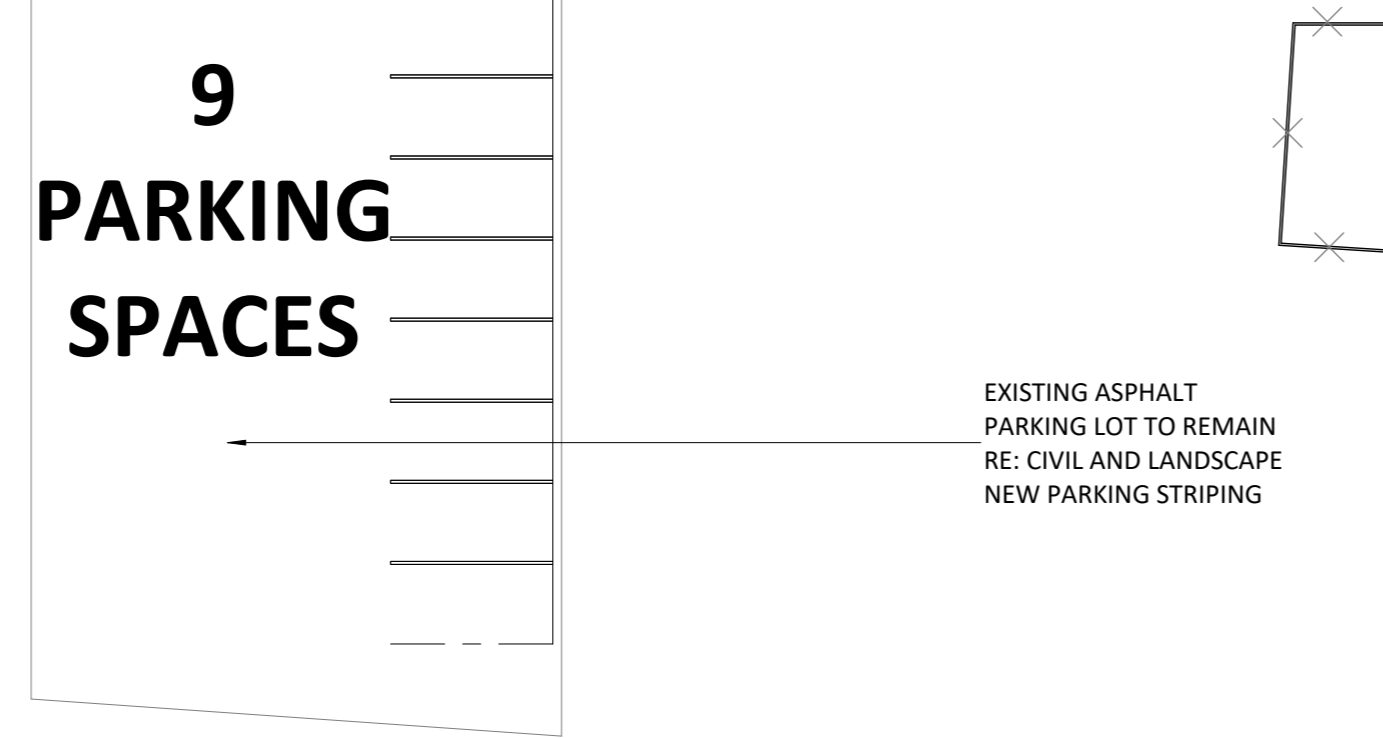 9
PARKING
SPACES
EXISTING ASPHALT
PARKING LOT TO REMAIN
RE: CIVIL AND LANDSCAPE
NEW PARKING STRIPING